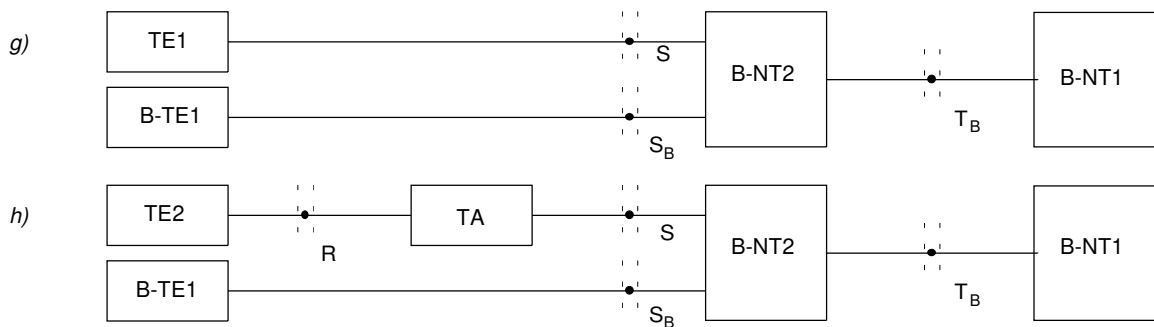 g)
TE1
S
B-NT2
B-NT1
B-TE1
S_B
T_B
h)
TE2
R
TA
S
B-NT2
B-NT1
B-TE1
S_B
T_B